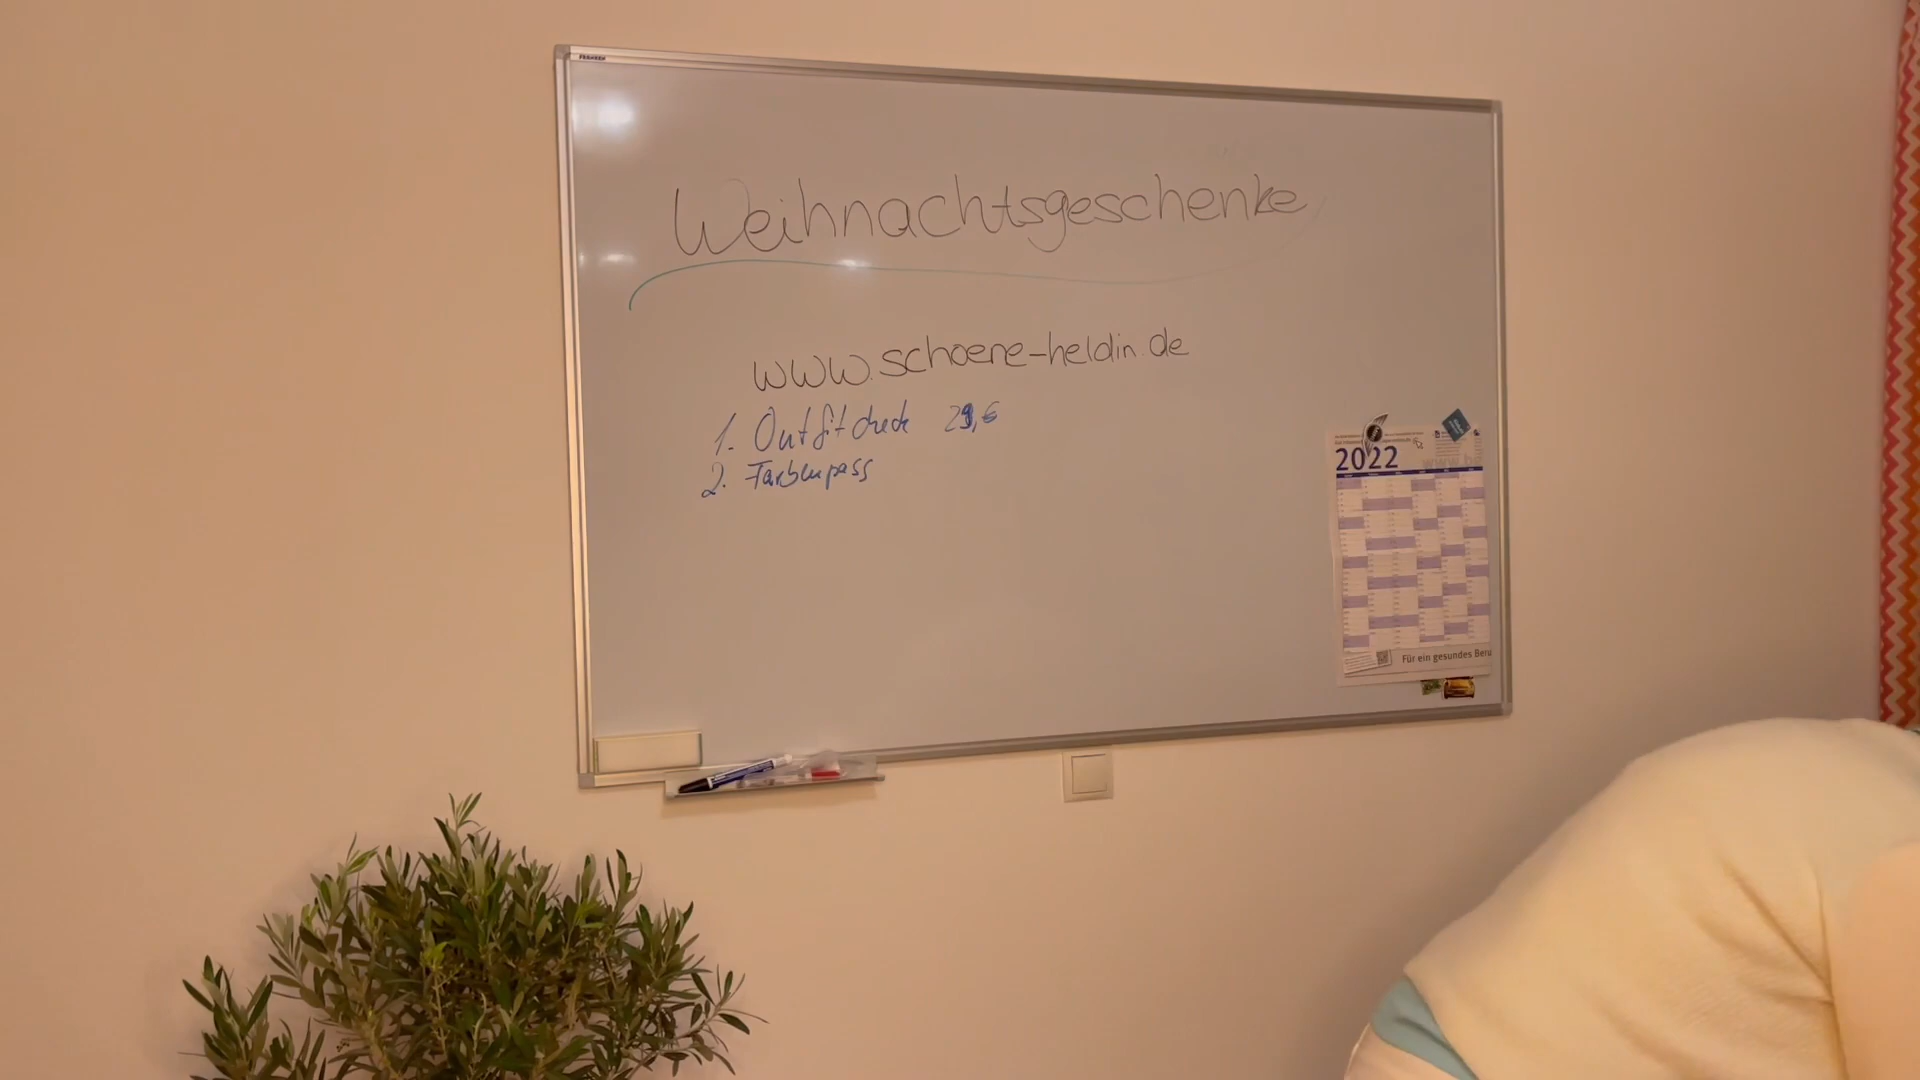 Weihnachtsgeschenke
www.schoene-heldin.de
1. Outfitcheck 29,-€
2. Farbenpass
2022
Für ein gesundes Beru